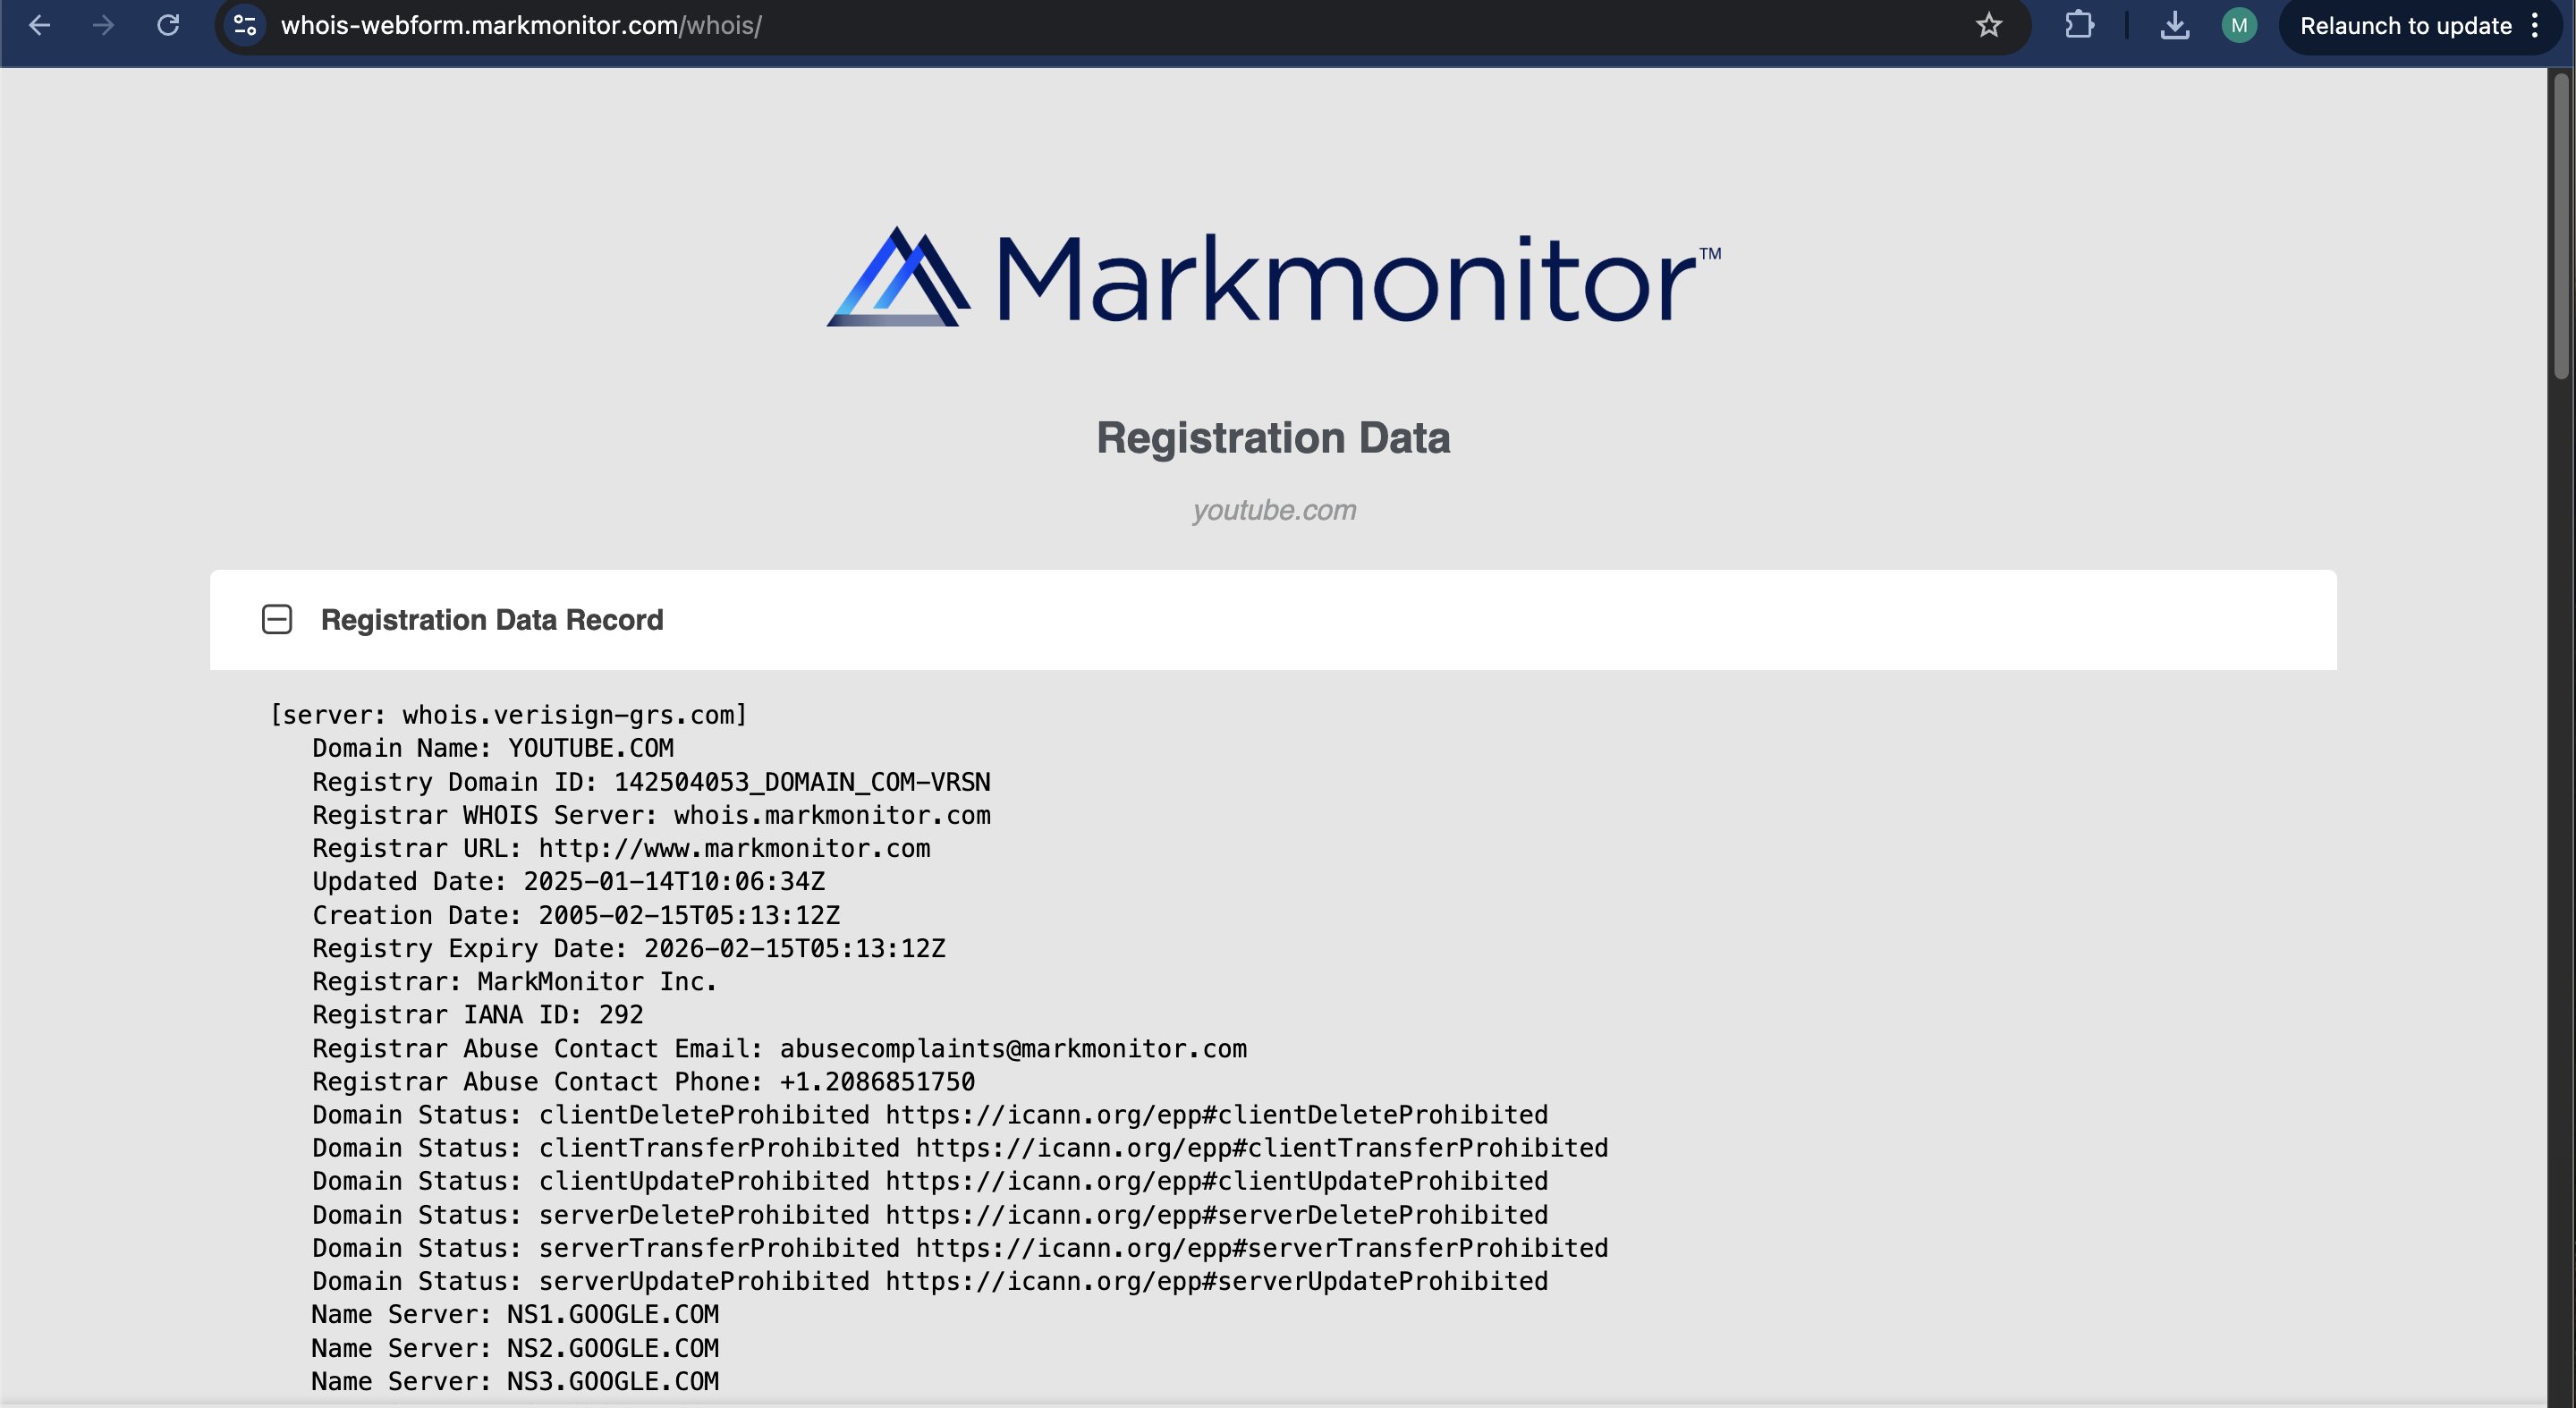 whois-webform.markmonitor.com/whois/
M
Relaunch to update
Markmonitor™
Registration Data
youtube.com
Registration Data Record
[server: whois.verisign-grs.com]
Domain Name: YOUTUBE.COM
Registry Domain ID: 142504053_DOMAIN_COM-VRSN
Registrar WHOIS Server: whois.markmonitor.com
Registrar URL: http://www.markmonitor.com
Updated Date: 2025-01-14T10:06:34Z
Creation Date: 2005-02-15T05:13:12Z
Registry Expiry Date: 2026-02-15T05:13:12Z
Registrar: MarkMonitor Inc.
Registrar IANA ID: 292
Registrar Abuse Contact Email: abusecomplaints@markmonitor.com
Registrar Abuse Contact Phone: +1.2086851750
Domain Status: clientDeleteProhibited https://icann.org/epp#clientDeleteProhibited
Domain Status: clientTransferProhibited https://icann.org/epp#clientTransferProhibited
Domain Status: clientUpdateProhibited https://icann.org/epp#clientUpdateProhibited
Domain Status: serverDeleteProhibited https://icann.org/epp#serverDeleteProhibited
Domain Status: serverTransferProhibited https://icann.org/epp#serverTransferProhibited
Domain Status: serverUpdateProhibited https://icann.org/epp#serverUpdateProhibited
Name Server: NS1.GOOGLE.COM
Name Server: NS2.GOOGLE.COM
Name Server: NS3.GOOGLE.COM